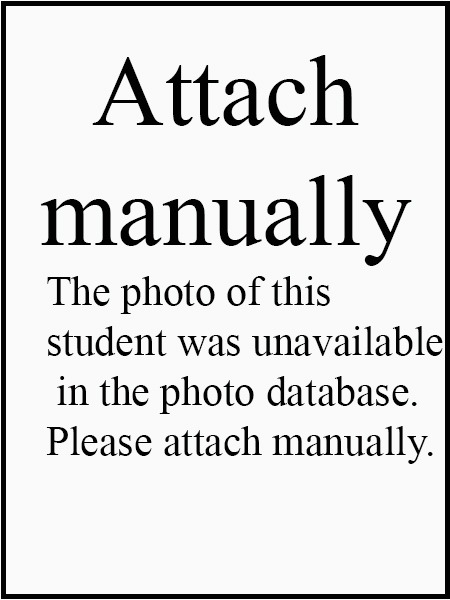 Attach
manually
The photo of this
student was unavailable
in the photo database.
Please attach manually.